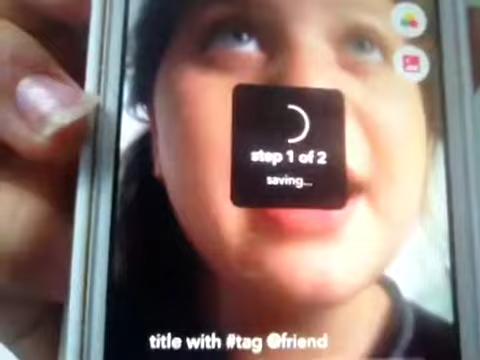 step 1 of 2
saving...
title with #tag @friend